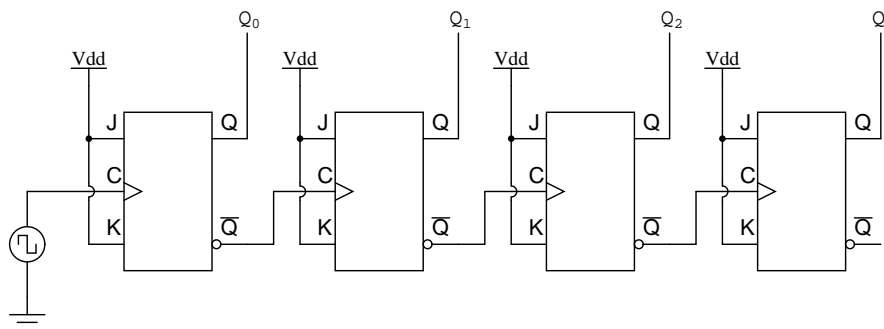 Q0 Q1 Q2 Q
Vdd Vdd Vdd Vdd
J Q J Q J Q J Q
C C C C
K Q̅ K Q̅ K Q̅ K Q̅